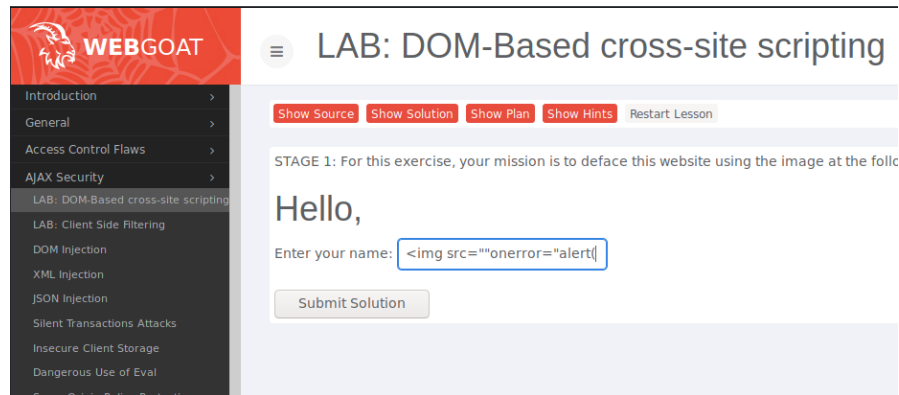 WEBGOAT
LAB: DOM-Based cross-site scripting
Introduction
General
Access Control Flaws
AJAX Security
LAB: DOM-Based cross-site scripting
LAB: Client Side Filtering
DOM Injection
XML Injection
JSON Injection
Silent Transactions Attacks
Insecure Client Storage
Dangerous Use of Eval
Show Source Show Solution Show Plan Show Hints Restart Lesson
STAGE 1: For this exercise, your mission is to deface this website using the image at the follo
Hello,
Enter your name: <img src=""onerror="alert(
Submit Solution